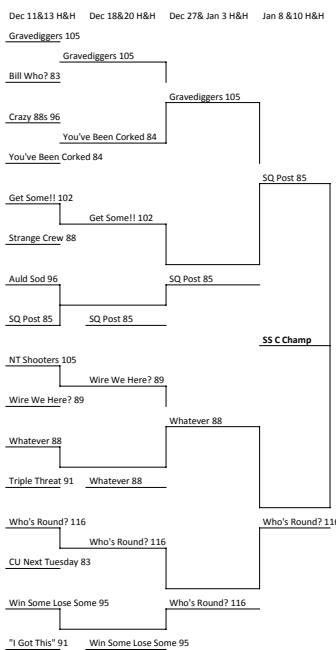 Dec 11&13 H&H Dec 18&20 H&H Dec 27& Jan 3 H&H Jan 8 &10 H&H
Gravediggers 105
Gravediggers 105
Bill Who? 83
Gravediggers 105
Crazy 88s 96
You've Been Corked 84
You've Been Corked 84
SQ Post 85
Get Some!! 102
Get Some!! 102
Strange Crew 88
Auld Sod 96 SQ Post 85
SQ Post 85 SQ Post 85
SS C Champ
NT Shooters 105
Wire We Here? 89
Wire We Here? 89
Whatever 88
Whatever 88
Triple Threat 91 Whatever 88
Who's Round? 116 Who's Round? 116
Who's Round? 116
CU Next Tuesday 83
Win Some Lose Some 95 Who's Round? 116
"I Got This" 91 Win Some Lose Some 95